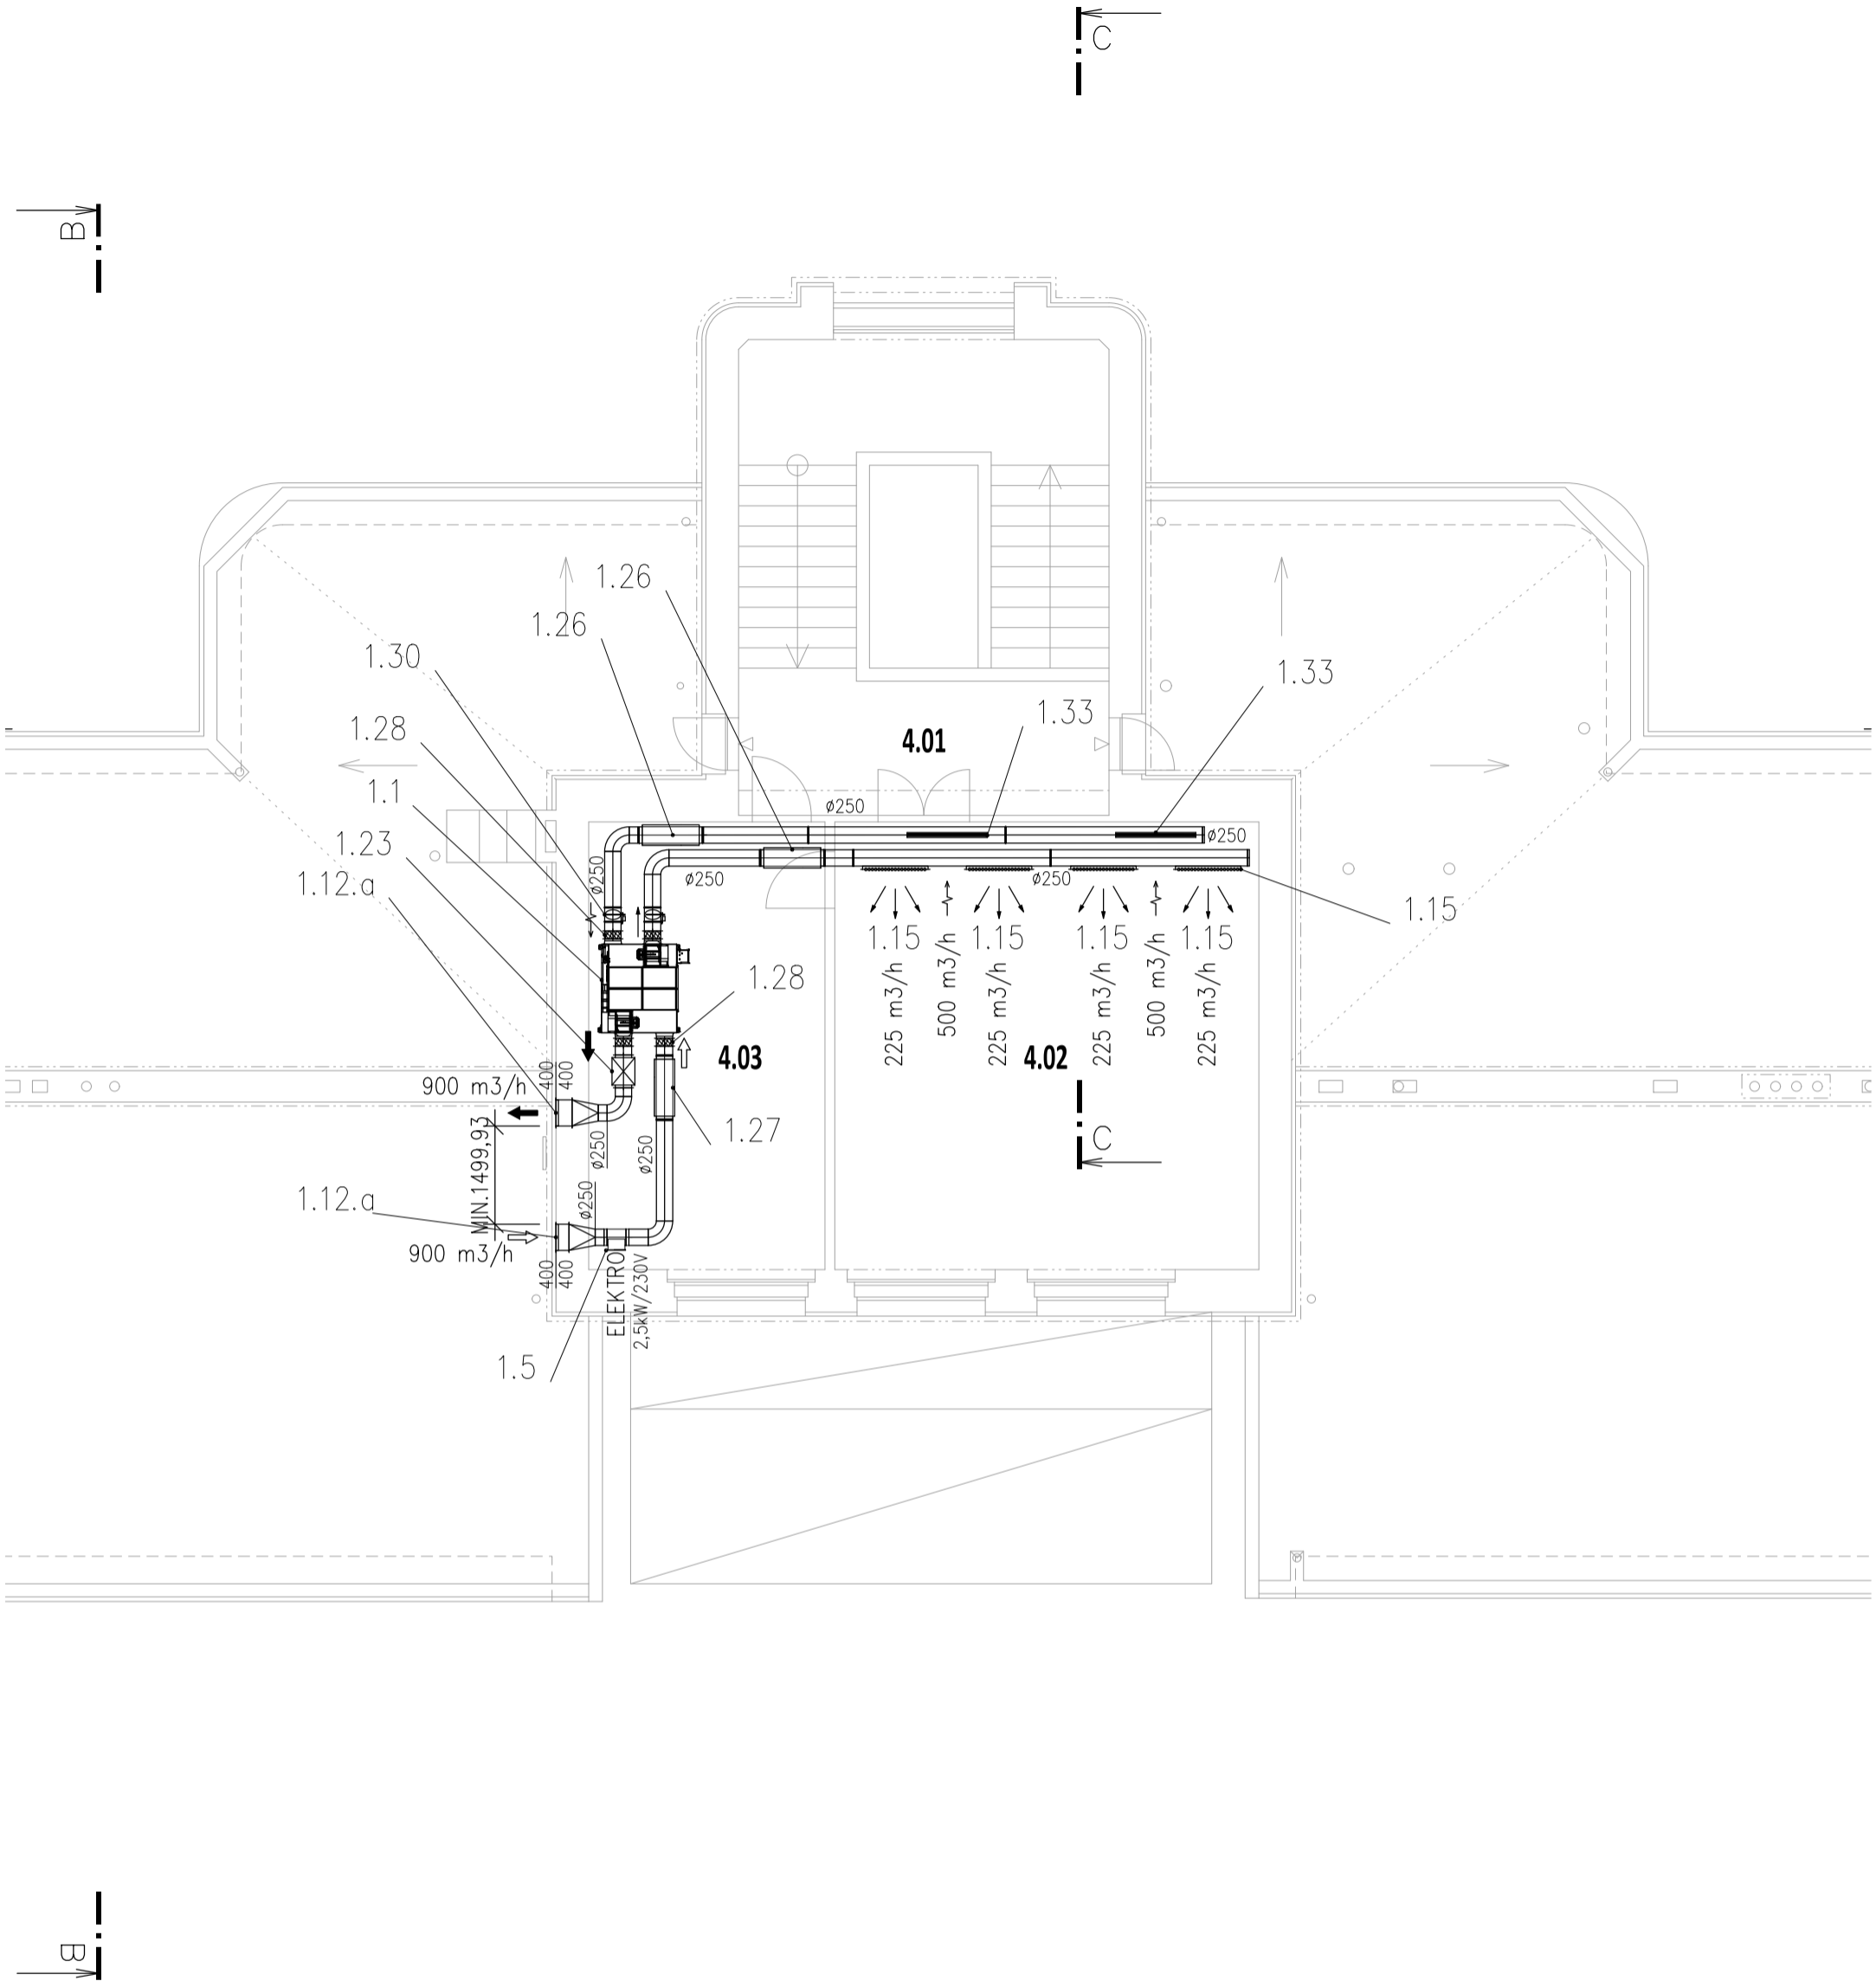 C
B
1.26
1.26
1.30
1.33
1.33
1.28
4.01
1.1
ø250
1.23
ø250
ø250
1.12.a
ø250
ø250
1.15
1.15
1.15
1.15
1.15
1.28
225 m3/h
500 m3/h
225 m3/h
225 m3/h
500 m3/h
225 m3/h
4.03
4.02
900 m3/h
400
400
1.27
C
MIN.1499,93
ø250
ø250
1.12.a
ø250
900 m3/h
400
400
ELEKTRO
2,5kW/230V
1.5
B